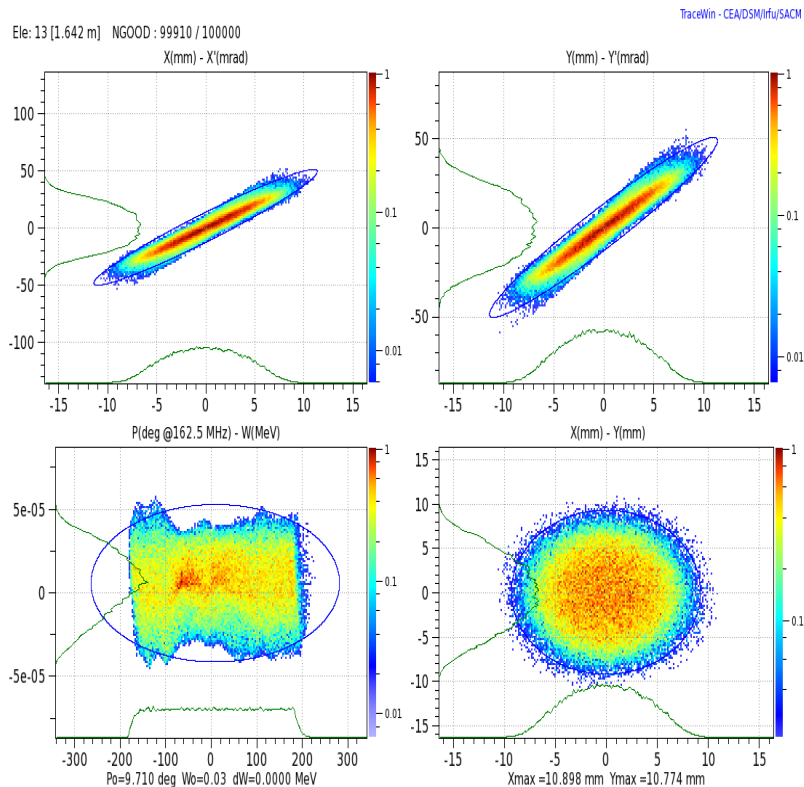 TraceWin - CEA/DSM/Irfu/SACM
Ele: 13 [1.642 m]   NGOOD : 99910 / 100000
X(mm) - X'(mrad)
Y(mm) - Y'(mrad)
100
50
0
-50
-100
-15 -10 -5 0 5 10 15
1
0.1
0.01
50
0
-50
-15 -10 -5 0 5 10 15
1
0.1
0.01
P(deg @162.5 MHz) - W(MeV)
X(mm) - Y(mm)
5e-05
0
-5e-05
-300 -200 -100 0 100 200 300
1
0.1
0.01
Po=9.710 deg  Wo=0.03  dW=0.0000 MeV
15
10
5
0
-5
-10
-15
-15 -10 -5 0 5 10 15
1
0.1
Xmax =10.898 mm  Ymax =10.774 mm